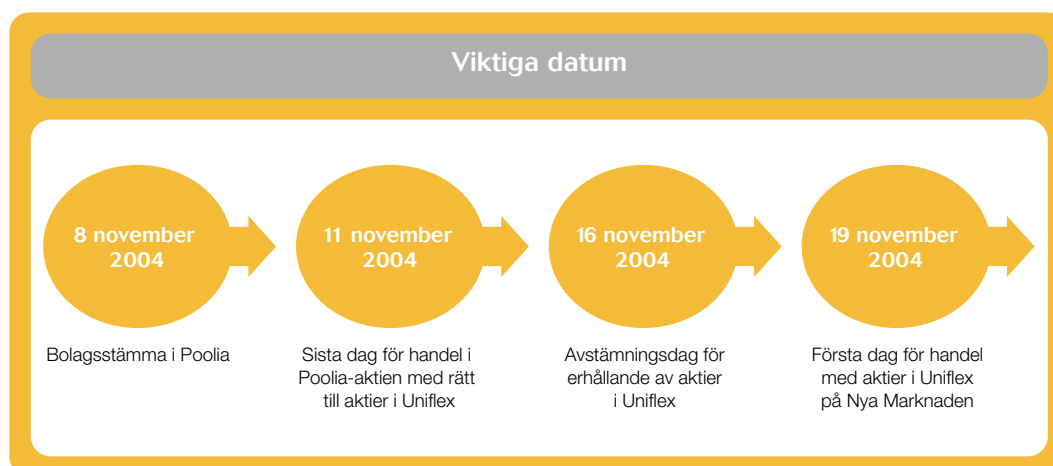 Viktiga datum
8 november
2004
Bolagsstämma i Poolia
11 november
2004
Sista dag för handel i
Poolia-aktien med rätt
till aktier i Uniflex
16 november
2004
Avstämningsdag för
erhållande av aktier
i Uniflex
19 november
2004
Första dag för handel
med aktier i Uniflex
på Nya Marknaden